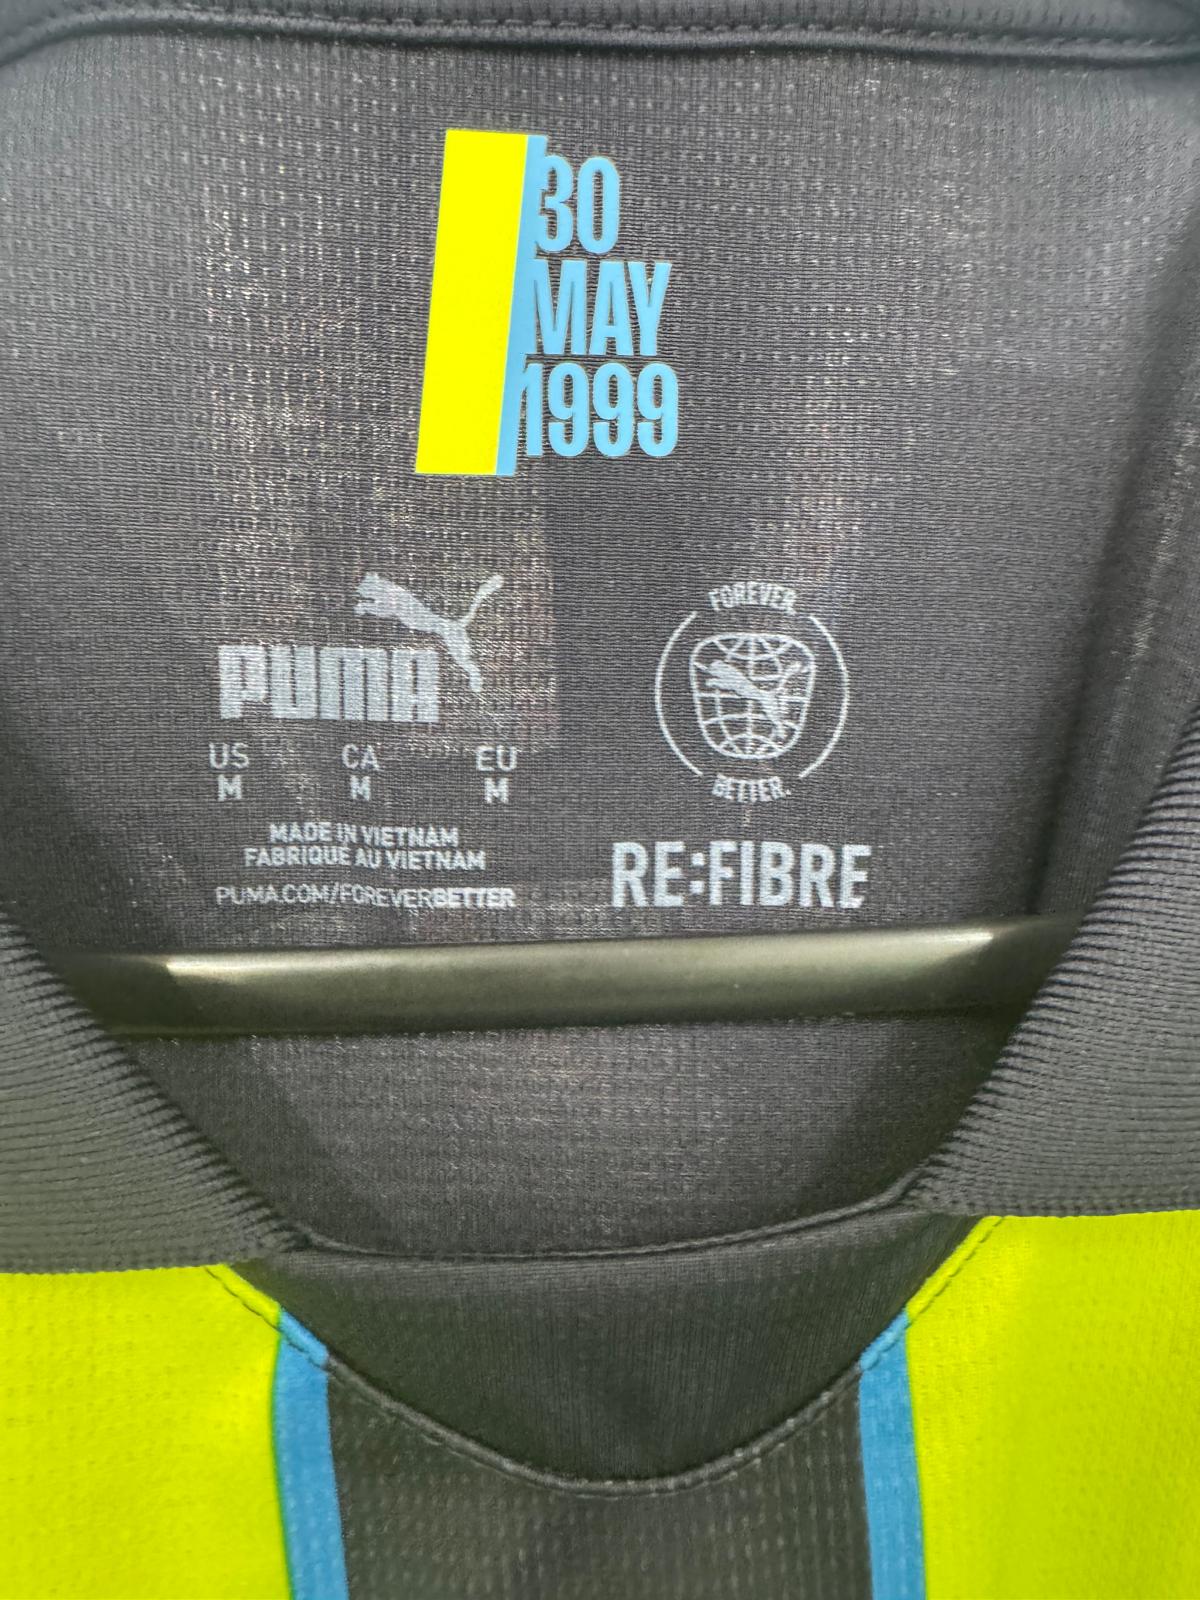 30
MAY
1999
PUMA
US CA EU
M M M
MADE IN VIETNAM
FABRIQUE AU VIETNAM
PUMA.COM/FOREVERBETTER
FOREVER.
BETTER.
RE:FIBRE